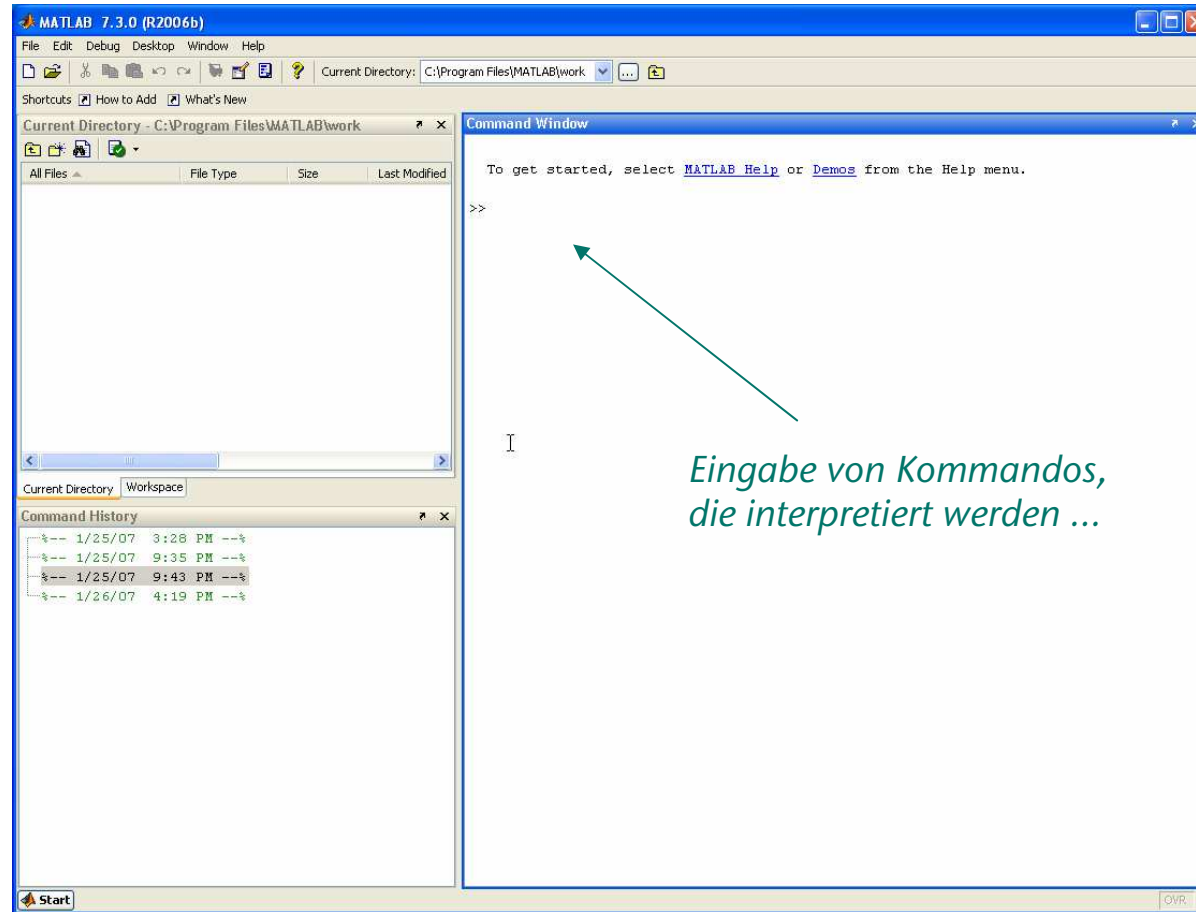 MATLAB 7.3.0 (R2006b)
File Edit Debug Desktop Window Help
Current Directory: C:\Program Files\MATLAB\work
Shortcuts How to Add What's New
Current Directory - C:\Program Files\MATLAB\work
All Files File Type Size Last Modified
Current Directory Workspace
Command History
%-- 1/25/07 3:28 PM --%
%-- 1/25/07 9:35 PM --%
%-- 1/25/07 9:43 PM --%
%-- 1/26/07 4:19 PM --%
Command Window
To get started, select MATLAB Help or Demos from the Help menu.
>>
Eingabe von Kommandos,
die interpretiert werden ...
Start
OVR